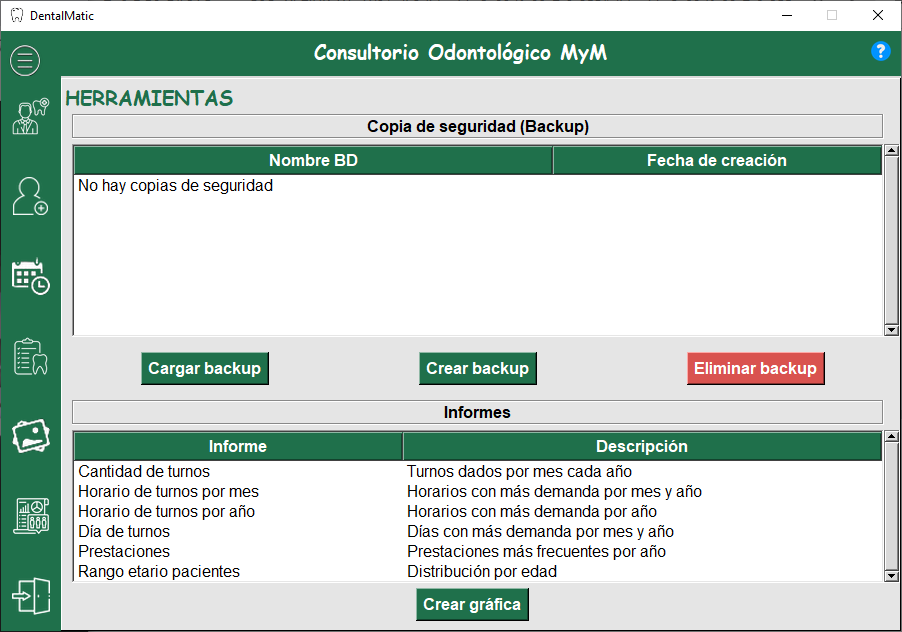 DentalMatic
Consultorio Odontológico MyM
?
HERRAMIENTAS
Copia de seguridad (Backup)
Nombre BD Fecha de creación
No hay copias de seguridad
Cargar backup Crear backup Eliminar backup
Informes
Informe Descripción
Cantidad de turnos Turnos dados por mes cada año
Horario de turnos por mes Horarios con más demanda por mes y año
Horario de turnos por año Horarios con más demanda por año
Día de turnos Días con más demanda por mes y año
Prestaciones Prestaciones más frecuentes por año
Rango etario pacientes Distribución por edad
Crear gráfica